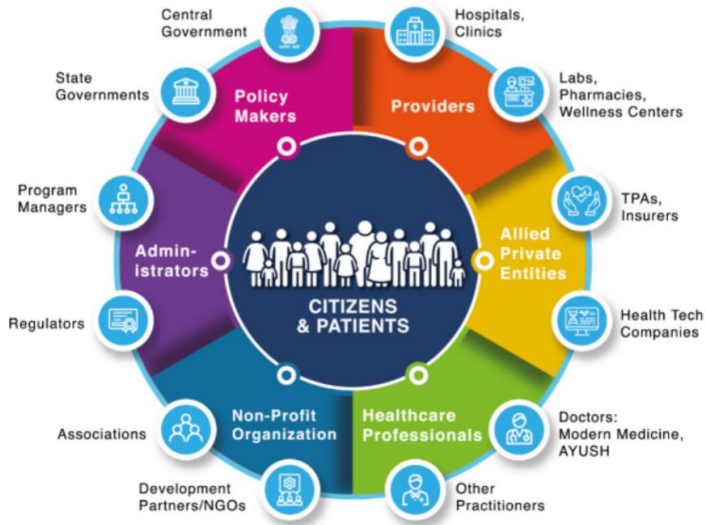 Central
Government
Hospitals,
Clinics
State
Governments
Policy
Makers
Providers
Labs,
Pharmacies,
Wellness Centers
Program
Managers
Admin-
istrators
Allied
Private
Entities
TPAs,
Insurers
CITIZENS
& PATIENTS
Regulators
Health Tech
Companies
Associations
Non-Profit
Organization
Healthcare
Professionals
Doctors:
Modern Medicine,
AYUSH
Development
Partners/NGOs
Other
Practitioners